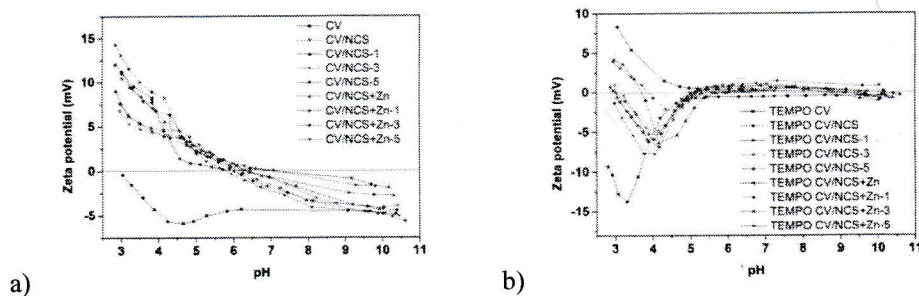 15
10
5
0
-5
Zeta potential (mV)
3 4 5 6 7 8 9 10 11
pH
CV
CV/NCS
CV/NCS-1
CV/NCS-3
CV/NCS-5
CV/NCS+Zn
CV/NCS+Zn-1
CV/NCS+Zn-3
CV/NCS+Zn-5
a)
10
5
0
-5
-10
-15
Zeta potential (mV)
3 4 5 6 7 8 9 10 11
pH
TEMPO CV
TEMPO CV/NCS
TEMPO CV/NCS-1
TEMPO CV/NCS-3
TEMPO CV/NCS-5
TEMPO CV/NCS+Zn
TEMPO CV/NCS+Zn-1
TEMPO CV/NCS+Zn-3
TEMPO CV/NCS+Zn-5
b)